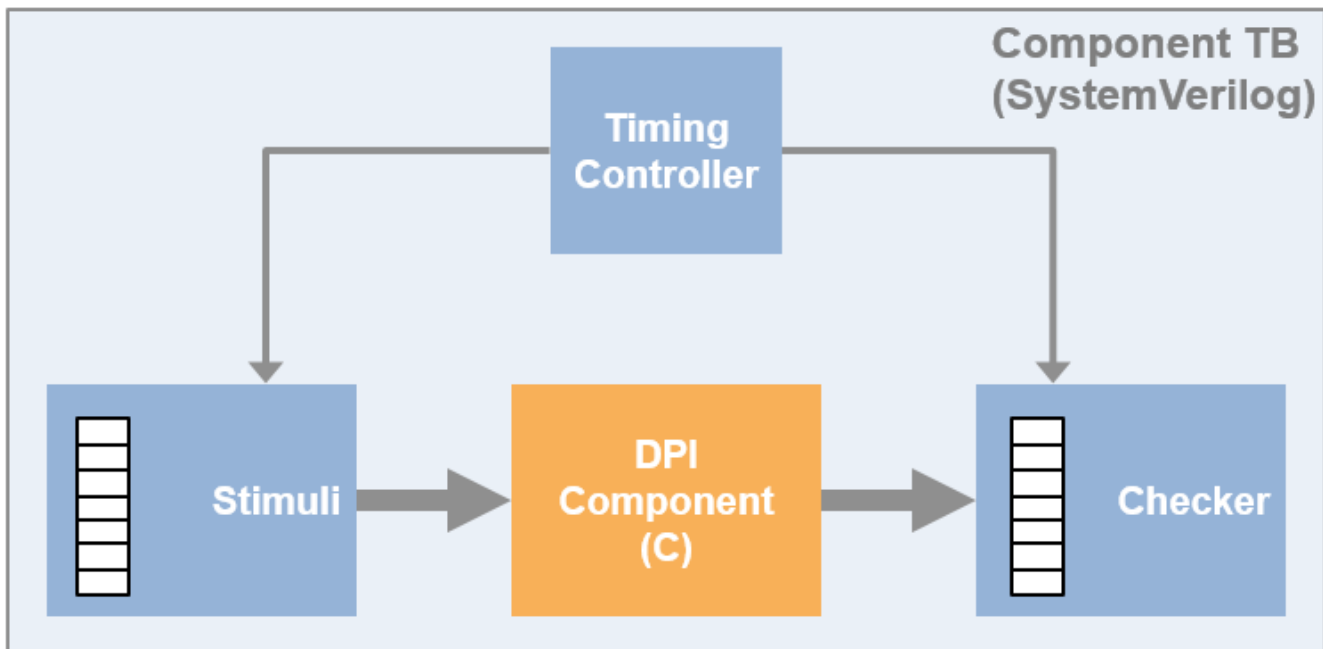 Component TB
(SystemVerilog)
Timing
Controller
Stimuli
DPI
Component
(C)
Checker